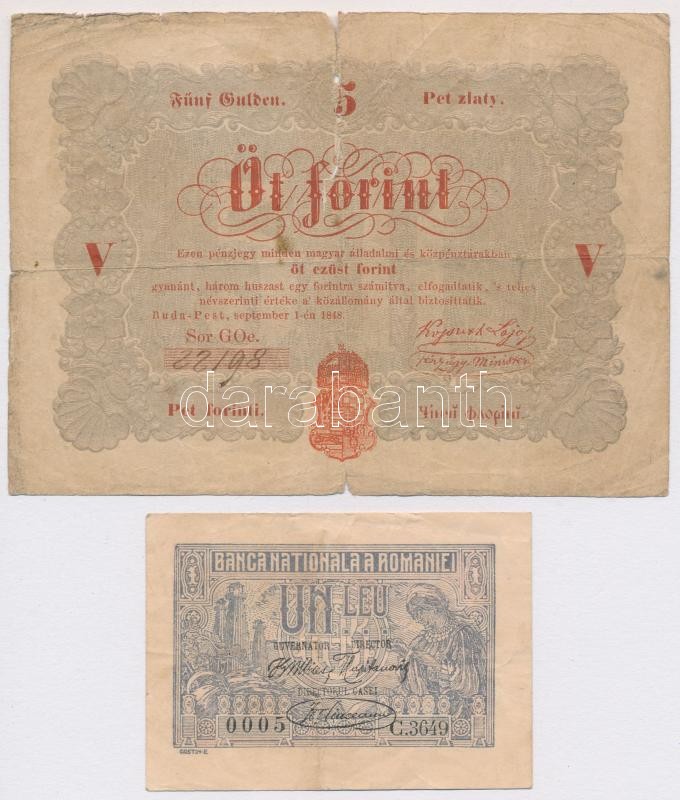 Fünf Gulden. 5 Pet zlaty.
Öt forint
V V
Ezen pénzjegy minden magyar álladalmi és közpénztárakban
öt ezüst forint
gyanánt, három huszast egy forintra számítva, elfogadtatik, 's teljes
névszerinti értéke a' közállomány által biztosittatik.
Buda-Pest, september 1-én 1848.
Sor GOe.
22198
Kossuth Lajos
Pénzügy Minister
Pet forinti.
darabanth
BANCA NATIONALA A ROMANIEI
1 1
UN LEU
GUVERNATOR DIRECTOR
DIRECTORUL CASEI
0005 C.3649